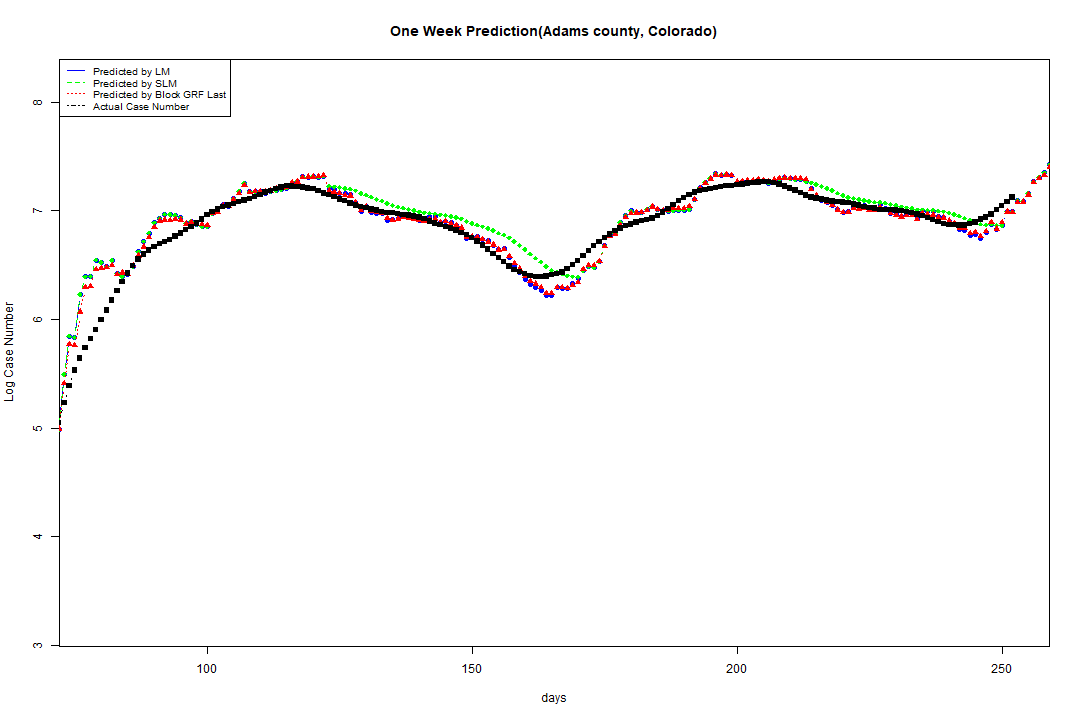 One Week Prediction(Adams county, Colorado)
Predicted by LM
Predicted by SLM
Predicted by Block GRF Last
Actual Case Number
8
7
6
5
4
3
Log Case Number
100 150 200 250
days